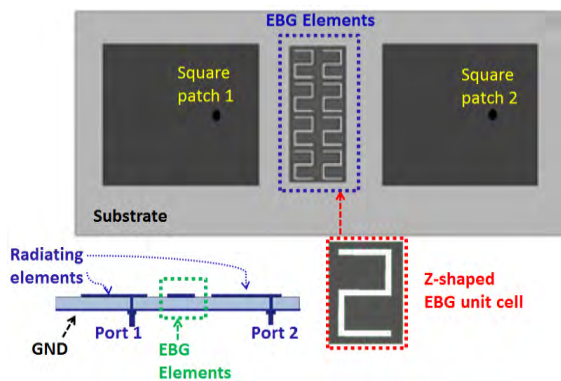 EBG Elements
Square
patch 1
Square
patch 2
Substrate
Radiating
elements
Z-shaped
EBG unit cell
Port 1
Port 2
GND
EBG
Elements